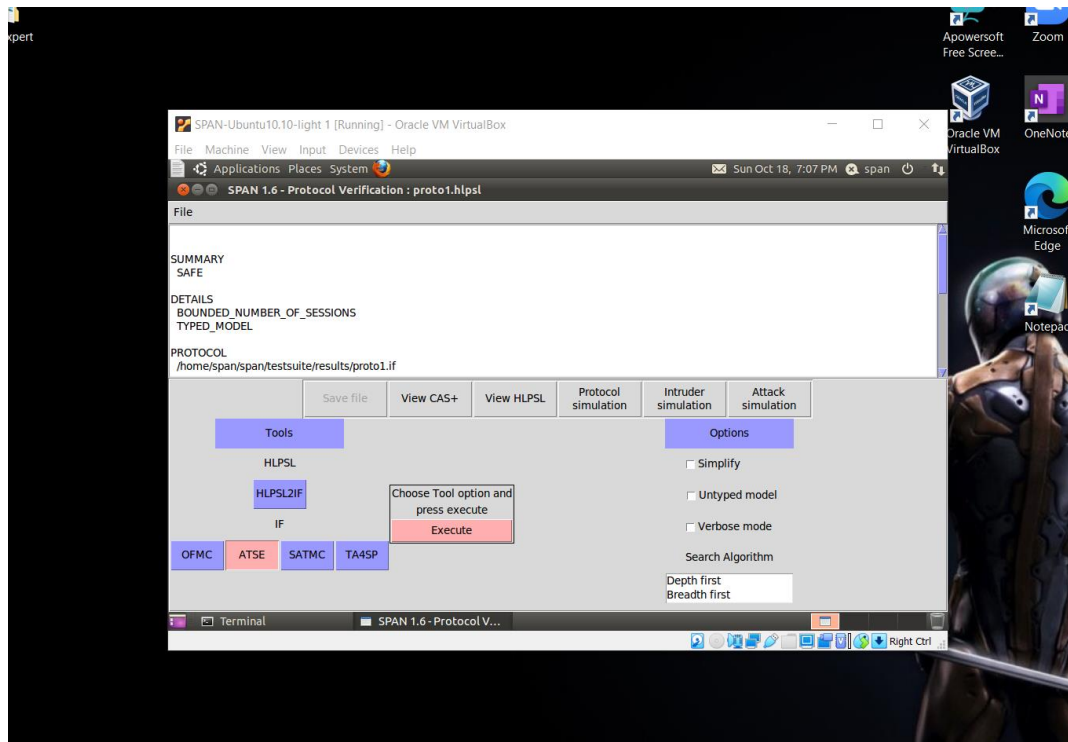 xpert
Apowersoft
Free Scree...
Zoom
Oracle VM
VirtualBox
N
OneNote
Microsof
Edge
Notepad
SPAN-Ubuntu10.10-light 1 [Running] - Oracle VM VirtualBox
File Machine View Input Devices Help
Applications Places System
Sun Oct 18, 7:07 PM span
SPAN 1.6 - Protocol Verification : proto1.hlpsl
File
SUMMARY
SAFE
DETAILS
BOUNDED_NUMBER_OF_SESSIONS
TYPED_MODEL
PROTOCOL
/home/span/span/testsuite/results/proto1.if
Save file
View CAS+
View HLPSL
Protocol
simulation
Intruder
simulation
Attack
simulation
Tools
HLPSL
HLPSL2IF
IF
OFMC ATSE SATMC TA4SP
Choose Tool option and
press execute
Execute
Options
Simplify
Untyped model
Verbose mode
Search Algorithm
Depth first
Breadth first
Terminal
SPAN 1.6 - Protocol V...
Right Ctrl